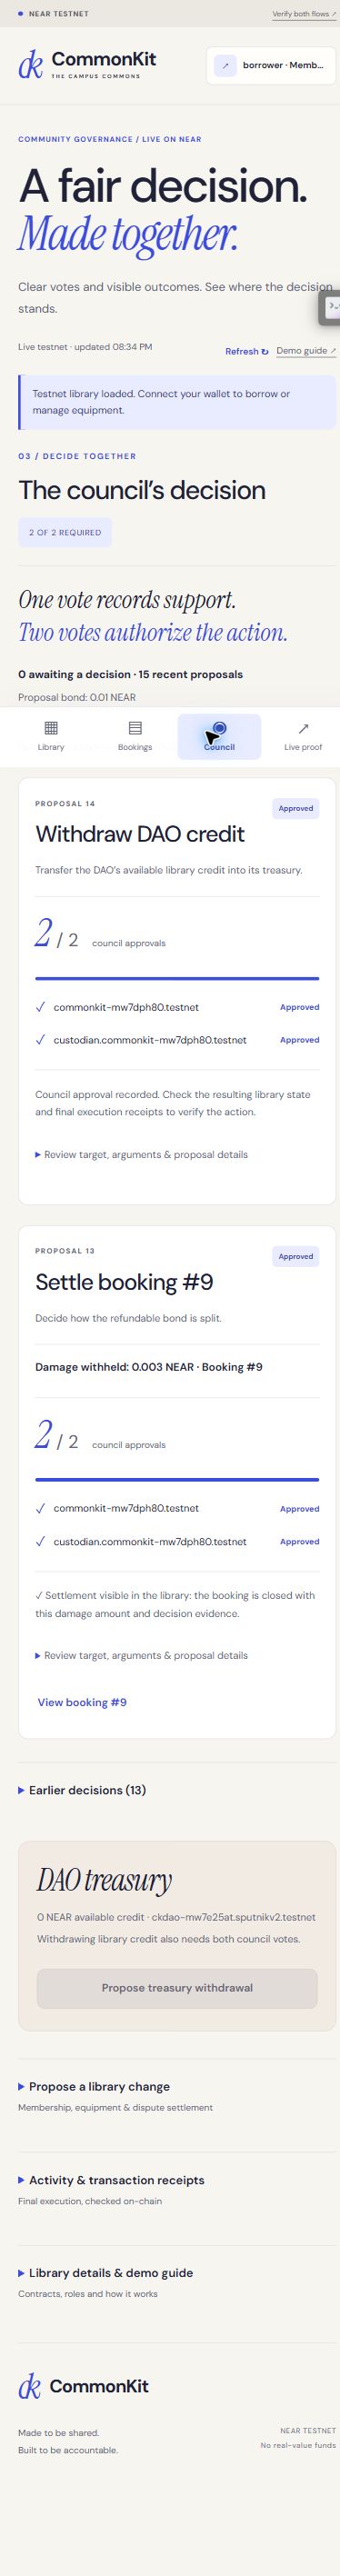 NEAR TESTNET
Verify both flows ↗
dk CommonKit
THE CAMPUS COMMONS
↗ borrower · Memb...
COMMUNITY GOVERNANCE / LIVE ON NEAR
A fair decision.
Made together.
Clear votes and visible outcomes. See where the decision
stands.
Live testnet · updated 08:34 PM
Refresh ↻
Demo guide ↗
Testnet library loaded. Connect your wallet to borrow or
manage equipment.
03 / DECIDE TOGETHER
The council’s decision
2 OF 2 REQUIRED
One vote records support.
Two votes authorize the action.
0 awaiting a decision · 15 recent proposals
Proposal bond: 0.01 NEAR
Library
Bookings
Council
Live proof
PROPOSAL 14
Approved
Withdraw DAO credit
Transfer the DAO’s available library credit into its treasury.
2 / 2 council approvals
✓ commonkit-mw7dph80.testnet Approved
✓ custodian.commonkit-mw7dph80.testnet Approved
Council approval recorded. Check the resulting library state
and final execution receipts to verify the action.
▶ Review target, arguments & proposal details
PROPOSAL 13
Approved
Settle booking #9
Decide how the refundable bond is split.
Damage withheld: 0.003 NEAR · Booking #9
2 / 2 council approvals
✓ commonkit-mw7dph80.testnet Approved
✓ custodian.commonkit-mw7dph80.testnet Approved
✓ Settlement visible in the library: the booking is closed with
this damage amount and decision evidence.
▶ Review target, arguments & proposal details
View booking #9
▶ Earlier decisions (13)
DAO treasury
0 NEAR available credit · ckdao-mw7e25at.sputnikv2.testnet
Withdrawing library credit also needs both council votes.
Propose treasury withdrawal
▶ Propose a library change
Membership, equipment & dispute settlement
▶ Activity & transaction receipts
Final execution, checked on-chain
▶ Library details & demo guide
Contracts, roles and how it works
dk CommonKit
Made to be shared.
Built to be accountable.
NEAR TESTNET
No real-value funds